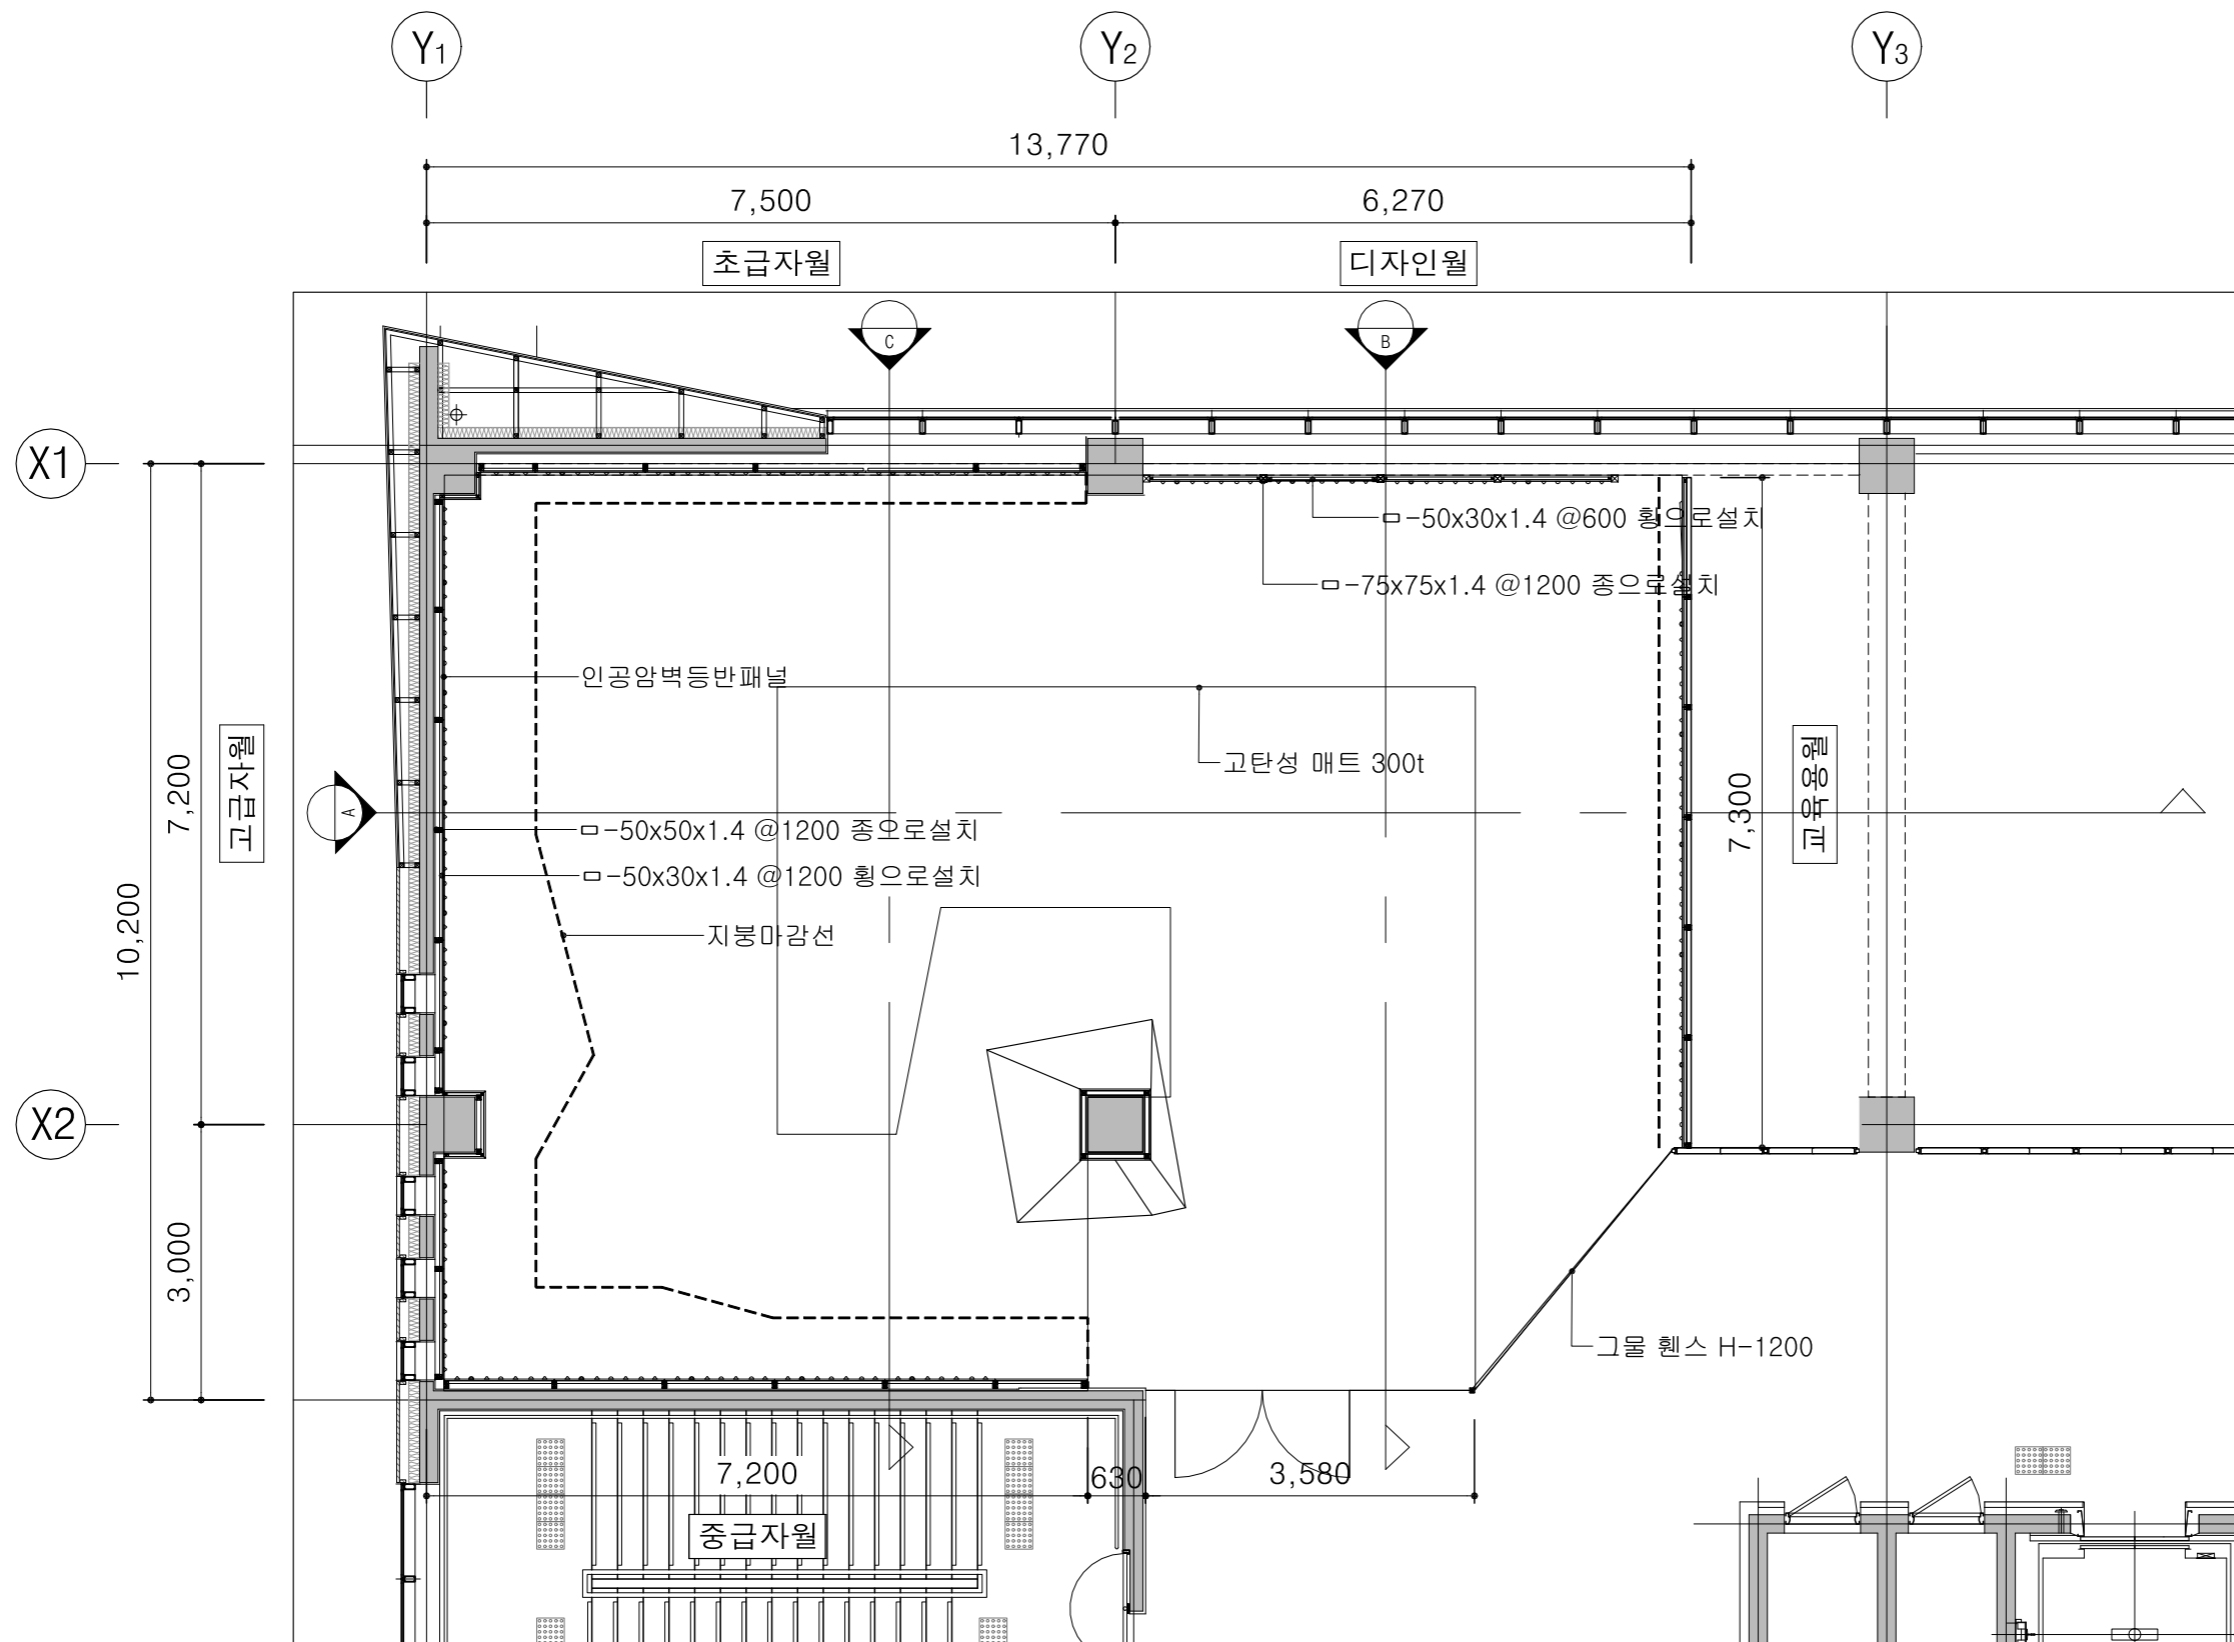 Y1
Y2
Y3
13,770
7,500
6,270
초급자월
디자인월
C
B
X1
ㅁ-50x30x1.4 @600 횡으로설치
ㅁ-75x75x1.4 @1200 종으로설치
인공암벽등반패널
고탄성 매트 300t
고급자월
7,200
A
7,300
교육용월
ㅁ-50x50x1.4 @1200 종으로설치
ㅁ-50x30x1.4 @1200 횡으로설치
지붕마감선
10,200
X2
3,000
그물 휀스 H-1200
7,200
630
3,580
중급자월